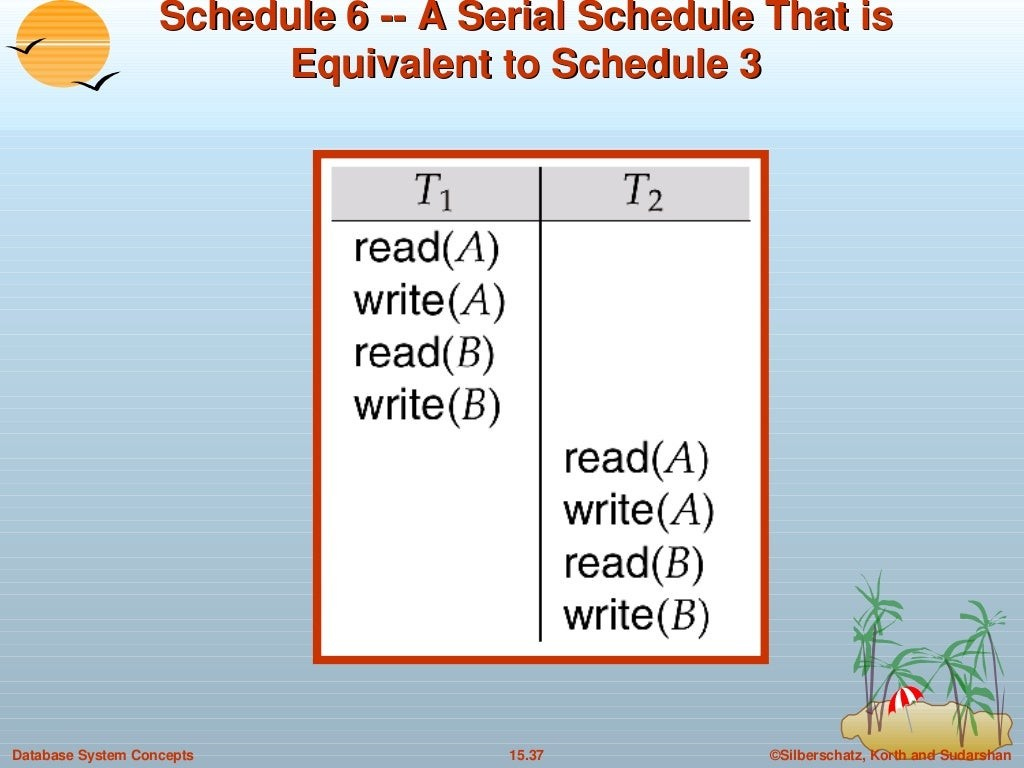 Schedule 6 -- A Serial Schedule That is
Equivalent to Schedule 3
T1 T2
read(A)
write(A)
read(B)
write(B)
read(A)
write(A)
read(B)
write(B)
Database System Concepts 15.37 ©Silberschatz, Korth and Sudarshan